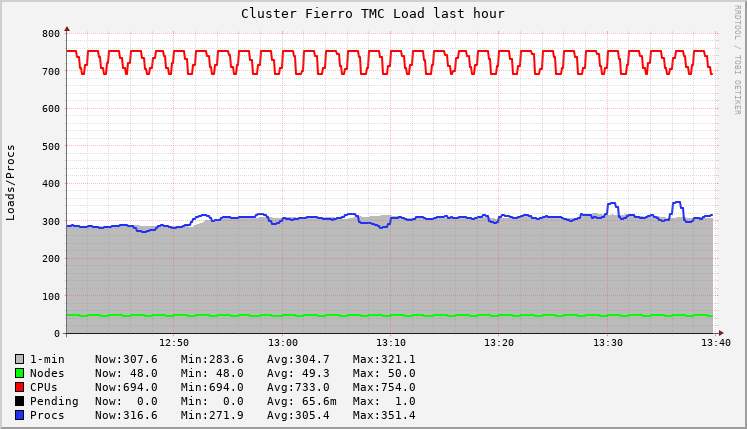 Cluster Fierro TMC Load last hour
RRDTOOL / TOBI OETIKER
Loads/Procs
800
700
600
500
400
300
200
100
0
12:50 13:00 13:10 13:20 13:30 13:40
1-min Now:307.6 Min:283.6 Avg:304.7 Max:321.1
Nodes Now: 48.0 Min: 48.0 Avg: 49.3 Max: 50.0
CPUs Now:694.0 Min:694.0 Avg:733.0 Max:754.0
Pending Now: 0.0 Min: 0.0 Avg: 65.6m Max: 1.0
Procs Now:316.6 Min:271.9 Avg:305.4 Max:351.4